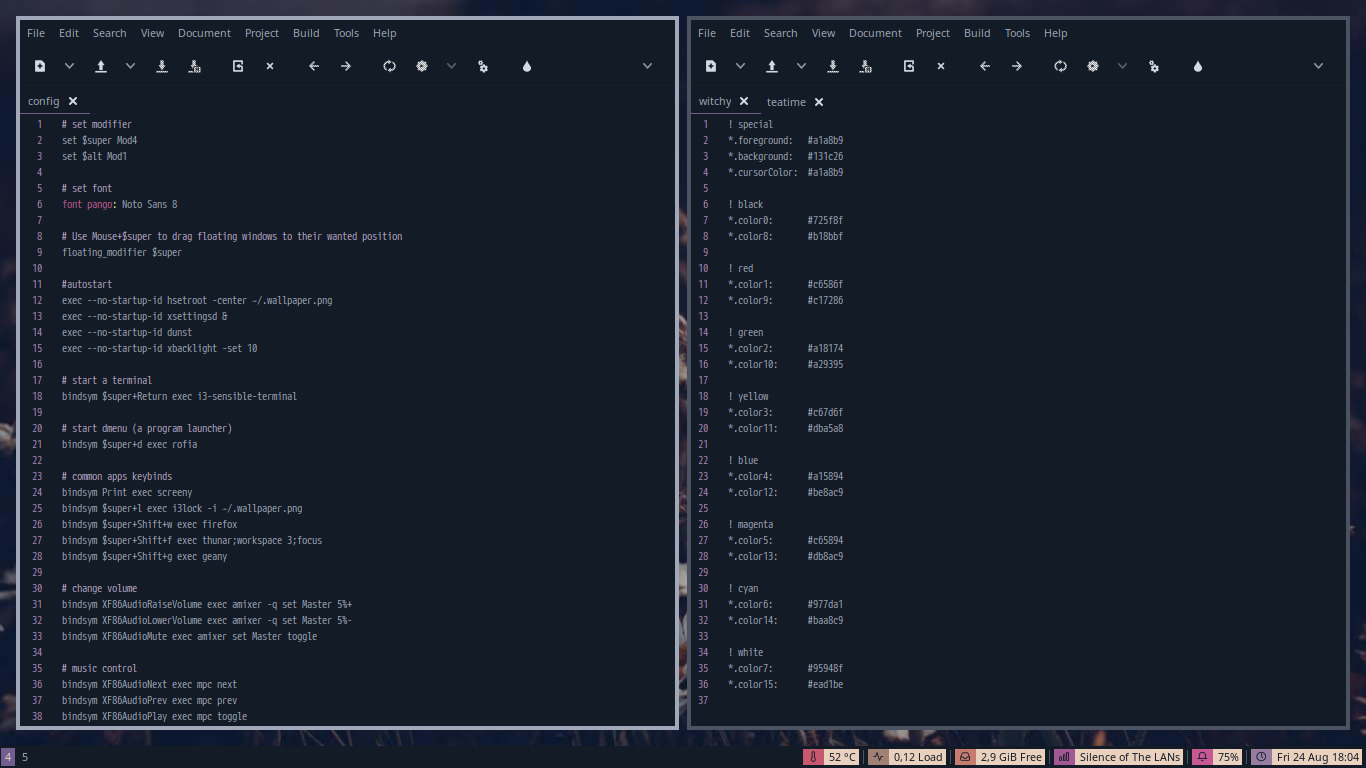 File Edit Search View Document Project Build Tools Help
config
1 # set modifier
2 set $super Mod4
3 set $alt Mod1
4
5 # set font
6 font pango: Noto Sans 8
7
8 # Use Mouse+$super to drag floating windows to their wanted position
9 floating_modifier $super
10
11 #autostart
12 exec --no-startup-id hsetroot -center ~/.wallpaper.png
13 exec --no-startup-id xsettingsd &
14 exec --no-startup-id dunst
15 exec --no-startup-id xbacklight -set 10
16
17 # start a terminal
18 bindsym $super+Return exec i3-sensible-terminal
19
20 # start dmenu (a program launcher)
21 bindsym $super+d exec rofia
22
23 # common apps keybinds
24 bindsym Print exec screeny
25 bindsym $super+l exec i3lock -i ~/.wallpaper.png
26 bindsym $super+Shift+w exec firefox
27 bindsym $super+Shift+f exec thunar;workspace 3;focus
28 bindsym $super+Shift+g exec geany
29
30 # change volume
31 bindsym XF86AudioRaiseVolume exec amixer -q set Master 5%+
32 bindsym XF86AudioLowerVolume exec amixer -q set Master 5%-
33 bindsym XF86AudioMute exec amixer set Master toggle
34
35 # music control
36 bindsym XF86AudioNext exec mpc next
37 bindsym XF86AudioPrev exec mpc prev
38 bindsym XF86AudioPlay exec mpc toggle
File Edit Search View Document Project Build Tools Help
witchy teatime
1 ! special
2 *.foreground: #a1a8b9
3 *.background: #131c26
4 *.cursorColor: #a1a8b9
5
6 ! black
7 *.color0: #725f8f
8 *.color8: #b18bbf
9
10 ! red
11 *.color1: #c6586f
12 *.color9: #c17286
13
14 ! green
15 *.color2: #a18174
16 *.color10: #a29395
17
18 ! yellow
19 *.color3: #c67d6f
20 *.color11: #dba5a8
21
22 ! blue
23 *.color4: #a15894
24 *.color12: #be8ac9
25
26 ! magenta
27 *.color5: #c65894
28 *.color13: #db8ac9
29
30 ! cyan
31 *.color6: #977da1
32 *.color14: #baa8c9
33
34 ! white
35 *.color7: #95948f
36 *.color15: #ead1be
37
4 5 52 °C 0,12 Load 2,9 GiB Free Silence of The LANs 75% Fri 24 Aug 18:04